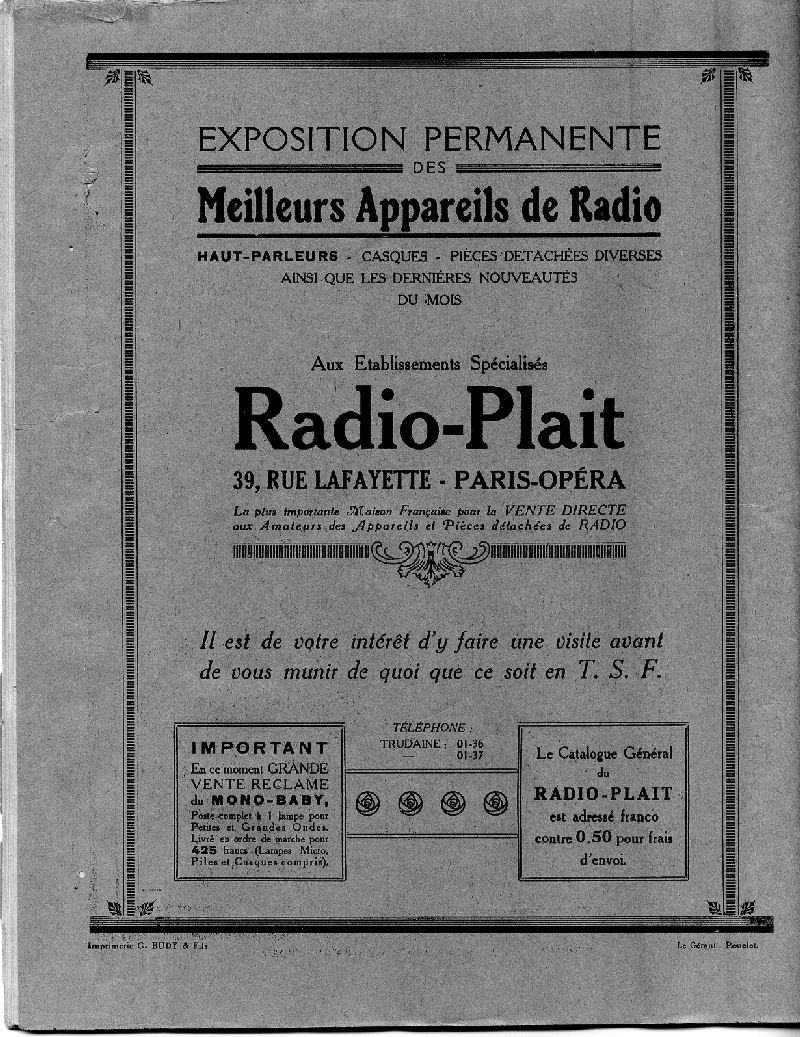 EXPOSITION PERMANENTE
DES
Meilleurs Appareils de Radio
HAUT-PARLEURS - CASQUES - PIÈCES DETACHÉES DIVERSES
AINSI QUE LES DERNIÈRES NOUVEAUTÉS
DU MOIS
Aux Etablissements Spécialisés
Radio-Plait
39, RUE LAFAYETTE - PARIS-OPÉRA
La plus importante Maison Française pour la VENTE DIRECTE
aux Amateurs des Appareils et Pièces détachées de RADIO
Il est de votre intérêt d'y faire une visite avant
de vous munir de quoi que ce soit en T. S. F.
IMPORTANT
En ce moment GRANDE
VENTE RECLAME
du MONO-BABY,
Poste complet à 1 lampe pour
Petites et Grandes Ondes.
Livré en ordre de marche pour
425 francs (Lampes Micro,
Piles et Casques compris).
TÉLÉPHONE :
TRUDAINE : 01-36
— 01-37
Le Catalogue Général
du
RADIO-PLAIT
est adressé franco
contre 0,50 pour frais
d'envoi.
Imprimerie G. BUDY & Fils
Le Gérant : Pouclet.